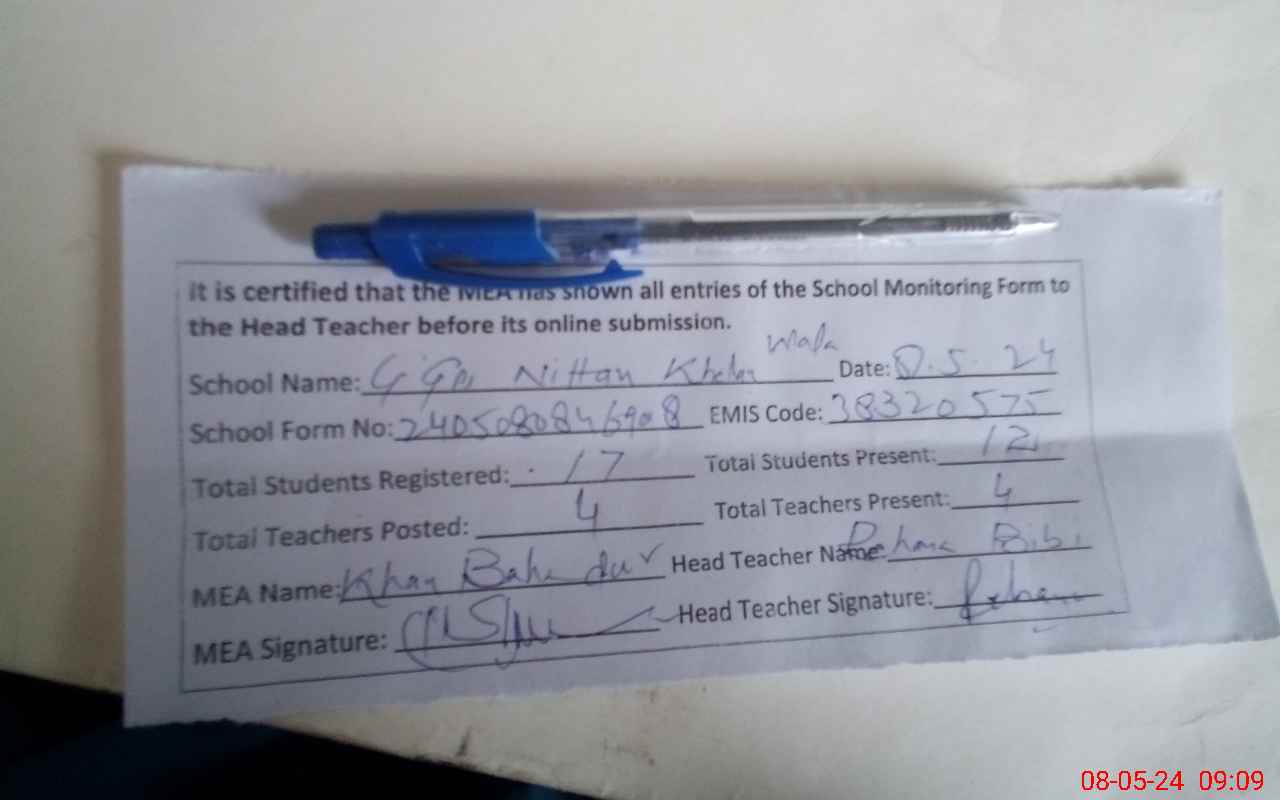 it is certified that the MEA has shown all entries of the School Monitoring Form to
the Head Teacher before its online submission.
School Name: GGPS Nittan Khelan wala Date: 8.5.24
School Form No: 2405080846908 EMIS Code: 38320575
Total Students Registered: 17 Total Students Present: 12
Total Teachers Posted: 4 Total Teachers Present: 4
MEA Name: Khan Bahadur Head Teacher Name: Rehana Bibi
MEA Signature: Head Teacher Signature: Rehana
08-05-24 09:09